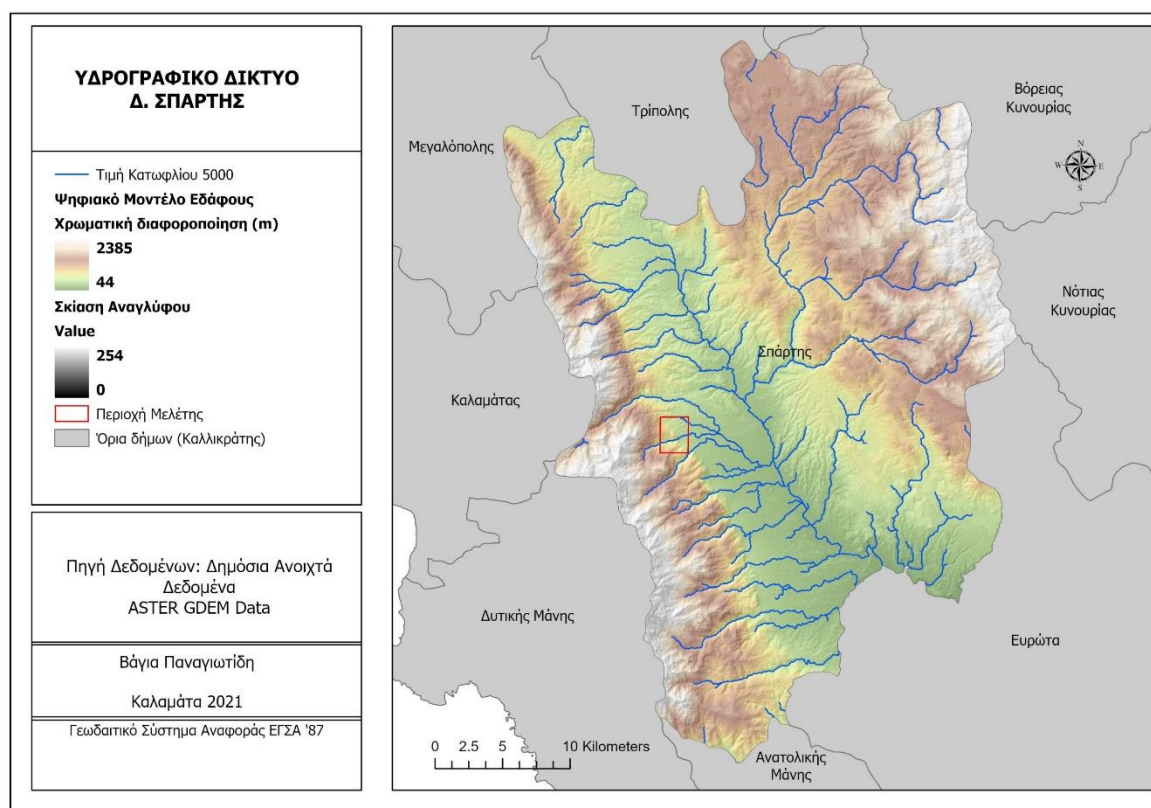 ΥΔΡΟΓΡΑΦΙΚΟ ΔΙΚΤΥΟ
Δ. ΣΠΑΡΤΗΣ
Τιμή Κατωφλίου 5000
Ψηφιακό Μοντέλο Εδάφους
Χρωματική διαφοροποίηση (m)
2385
44
Σκίαση Αναγλύφου
Value
254
0
Περιοχή Μελέτης
Όρια δήμων (Καλλικράτης)
Πηγή Δεδομένων: Δημόσια Ανοιχτά
Δεδομένα
ASTER GDEM Data
Βάγια Παναγιωτίδη
Καλαμάτα 2021
Γεωδαιτικό Σύστημα Αναφοράς ΕΓΣΑ '87
Τρίπολης
Βόρειας
Κυνουρίας
Μεγαλόπολης
N
W
E
S
Νότιας
Κυνουρίας
Σπάρτης
Καλαμάτας
Δυτικής Μάνης
Ευρώτα
Ανατολικής
Μάνης
0 2.5 5 10 Kilometers